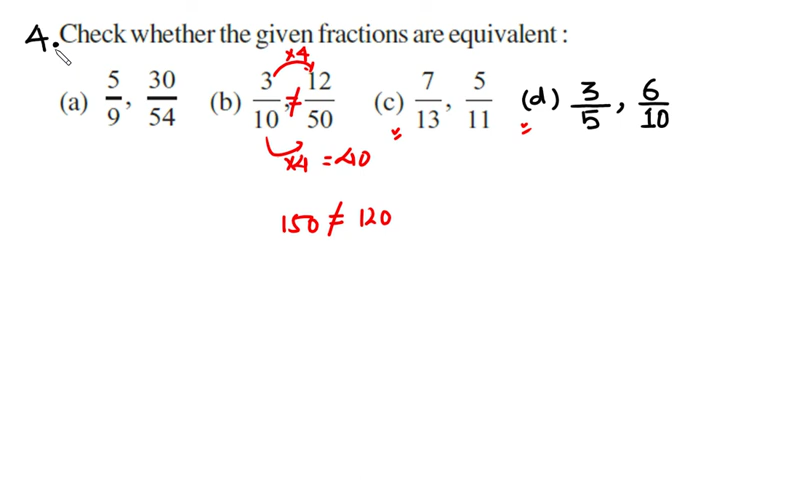 4. Check whether the given fractions are equivalent :
×4
(a) 5/9, 30/54 (b) 3/10, ≠ 12/50 (c) 7/13, 5/11 (d) 3/5, 6/10
×4 = 40
150 ≠ 120